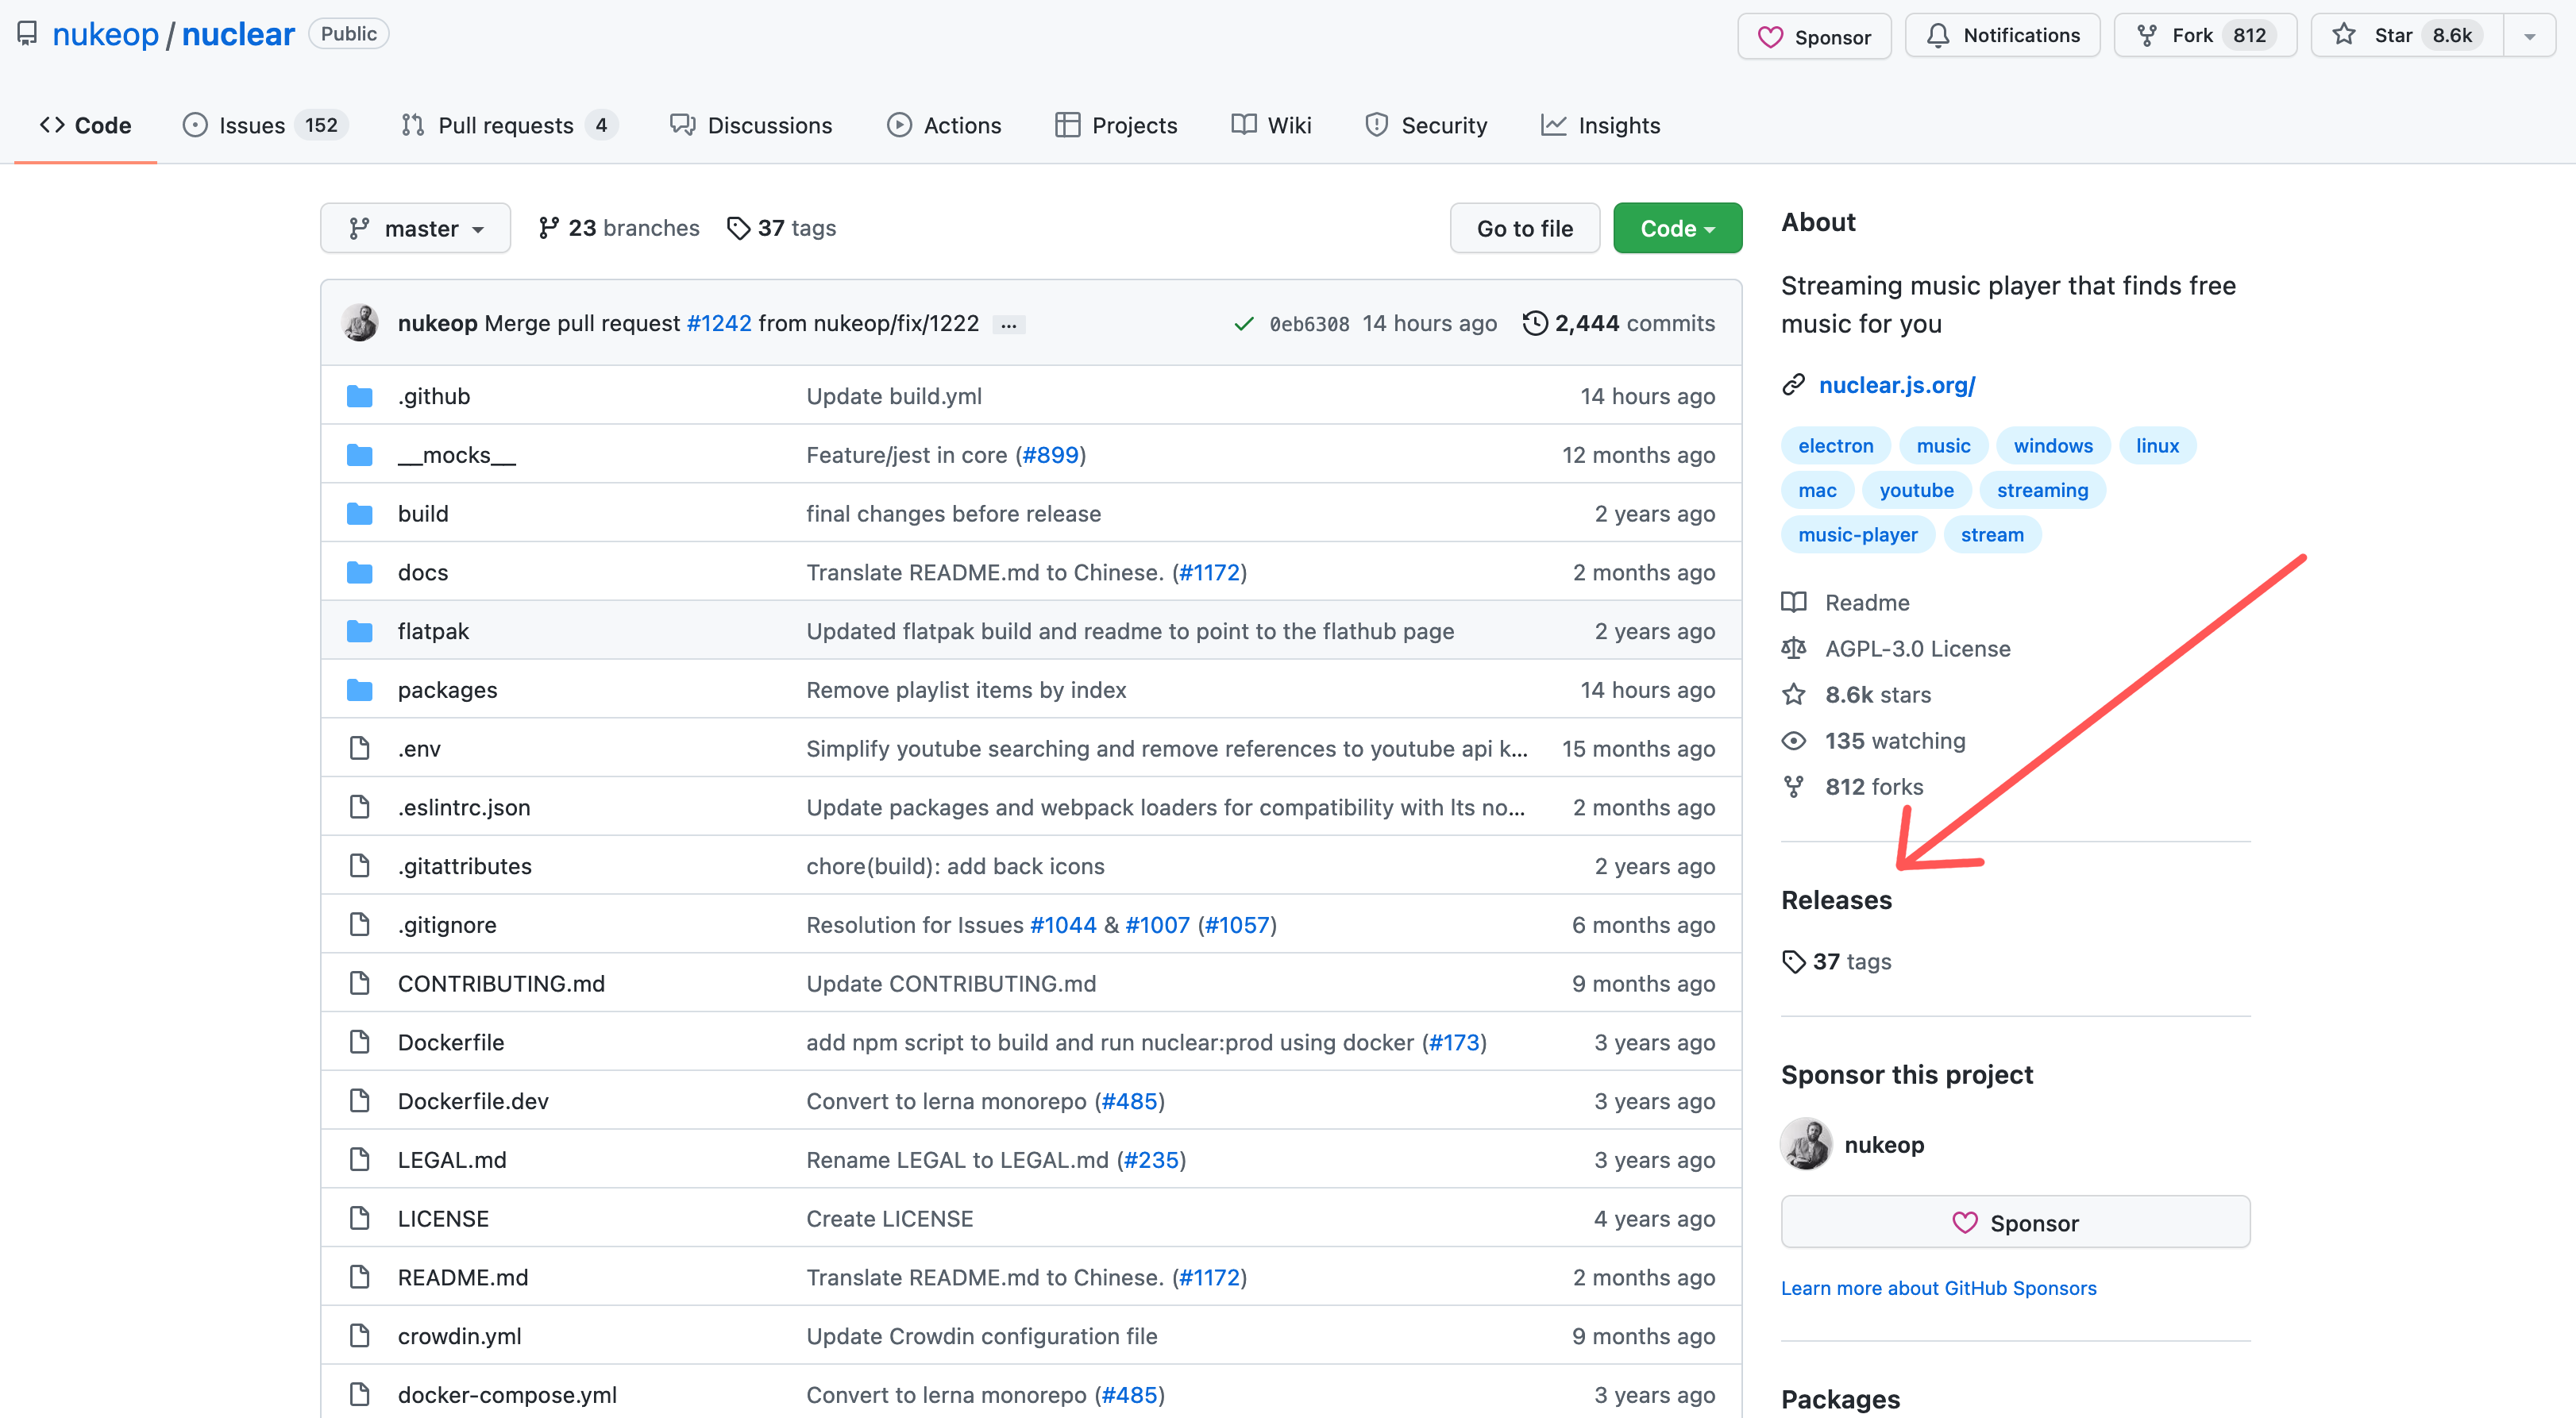 nukeop / nuclear Public
Sponsor Notifications Fork 812 Star 8.6k
Code Issues 152 Pull requests 4 Discussions Actions Projects Wiki Security Insights
master 23 branches 37 tags Go to file Code
nukeop Merge pull request #1242 from nukeop/fix/1222 ... 0eb6308 14 hours ago 2,444 commits
.github Update build.yml 14 hours ago
__mocks__ Feature/jest in core (#899) 12 months ago
build final changes before release 2 years ago
docs Translate README.md to Chinese. (#1172) 2 months ago
flatpak Updated flatpak build and readme to point to the flathub page 2 years ago
packages Remove playlist items by index 14 hours ago
.env Simplify youtube searching and remove references to youtube api k... 15 months ago
.eslintrc.json Update packages and webpack loaders for compatibility with lts no... 2 months ago
.gitattributes chore(build): add back icons 2 years ago
.gitignore Resolution for Issues #1044 & #1007 (#1057) 6 months ago
CONTRIBUTING.md Update CONTRIBUTING.md 9 months ago
Dockerfile add npm script to build and run nuclear:prod using docker (#173) 3 years ago
Dockerfile.dev Convert to lerna monorepo (#485) 3 years ago
LEGAL.md Rename LEGAL to LEGAL.md (#235) 3 years ago
LICENSE Create LICENSE 4 years ago
README.md Translate README.md to Chinese. (#1172) 2 months ago
crowdin.yml Update Crowdin configuration file 9 months ago
docker-compose.yml Convert to lerna monorepo (#485) 3 years ago
About
Streaming music player that finds free
music for you
nuclear.js.org/
electron music windows linux
mac youtube streaming
music-player stream
Readme
AGPL-3.0 License
8.6k stars
135 watching
812 forks
Releases
37 tags
Sponsor this project
nukeop
Sponsor
Learn more about GitHub Sponsors
Packages